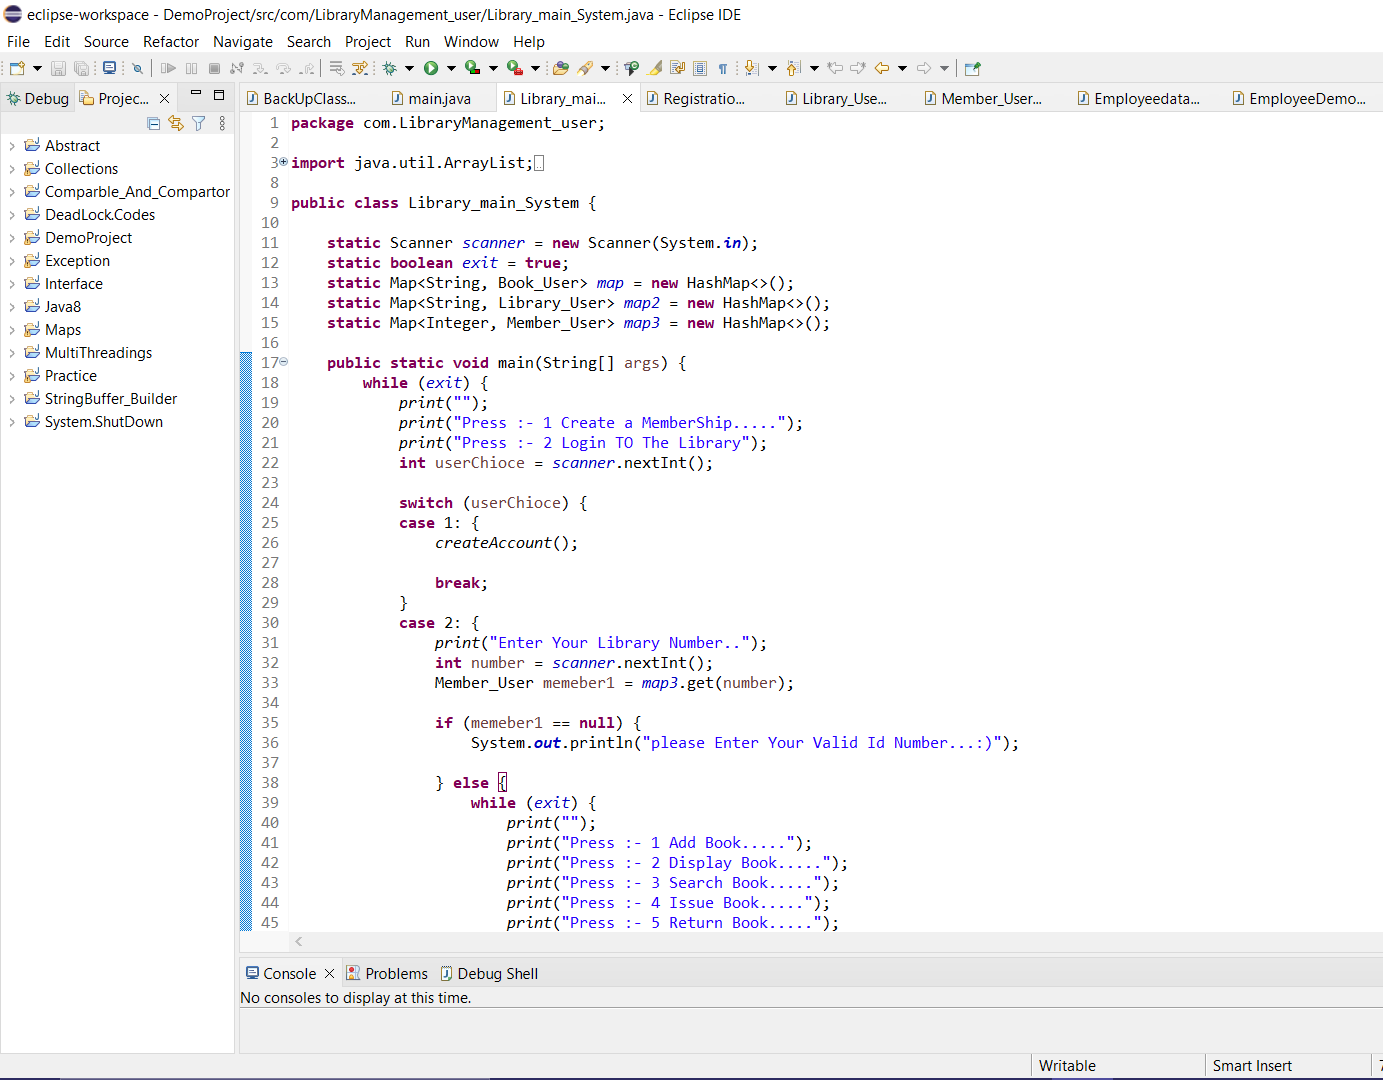 eclipse-workspace - DemoProject/src/com/LibraryManagement_user/Library_main_System.java - Eclipse IDE
File Edit Source Refactor Navigate Search Project Run Window Help
Debug Projec... BackUpClass... main.java Library_mai... Registratio... Library_Use... Member_User... Employeedata... EmployeeDemo...
Abstract
Collections
Comparble_And_Compartor
DeadLock.Codes
DemoProject
Exception
Interface
Java8
Maps
MultiThreadings
Practice
StringBuffer_Builder
System.ShutDown
1 package com.LibraryManagement_user;
2
3 import java.util.ArrayList;
8
9 public class Library_main_System {
10
11 static Scanner scanner = new Scanner(System.in);
12 static boolean exit = true;
13 static Map<String, Book_User> map = new HashMap<>();
14 static Map<String, Library_User> map2 = new HashMap<>();
15 static Map<Integer, Member_User> map3 = new HashMap<>();
16
17 public static void main(String[] args) {
18 while (exit) {
19 print("");
20 print("Press :- 1 Create a MemberShip.....");
21 print("Press :- 2 Login TO The Library");
22 int userChioce = scanner.nextInt();
23
24 switch (userChioce) {
25 case 1: {
26 createAccount();
27
28 break;
29 }
30 case 2: {
31 print("Enter Your Library Number..");
32 int number = scanner.nextInt();
33 Member_User memeber1 = map3.get(number);
34
35 if (memeber1 == null) {
36 System.out.println("please Enter Your Valid Id Number...:)");
37
38 } else {
39 while (exit) {
40 print("");
41 print("Press :- 1 Add Book.....");
42 print("Press :- 2 Display Book.....");
43 print("Press :- 3 Search Book.....");
44 print("Press :- 4 Issue Book.....");
45 print("Press :- 5 Return Book.....");
Console Problems Debug Shell
No consoles to display at this time.
Writable Smart Insert